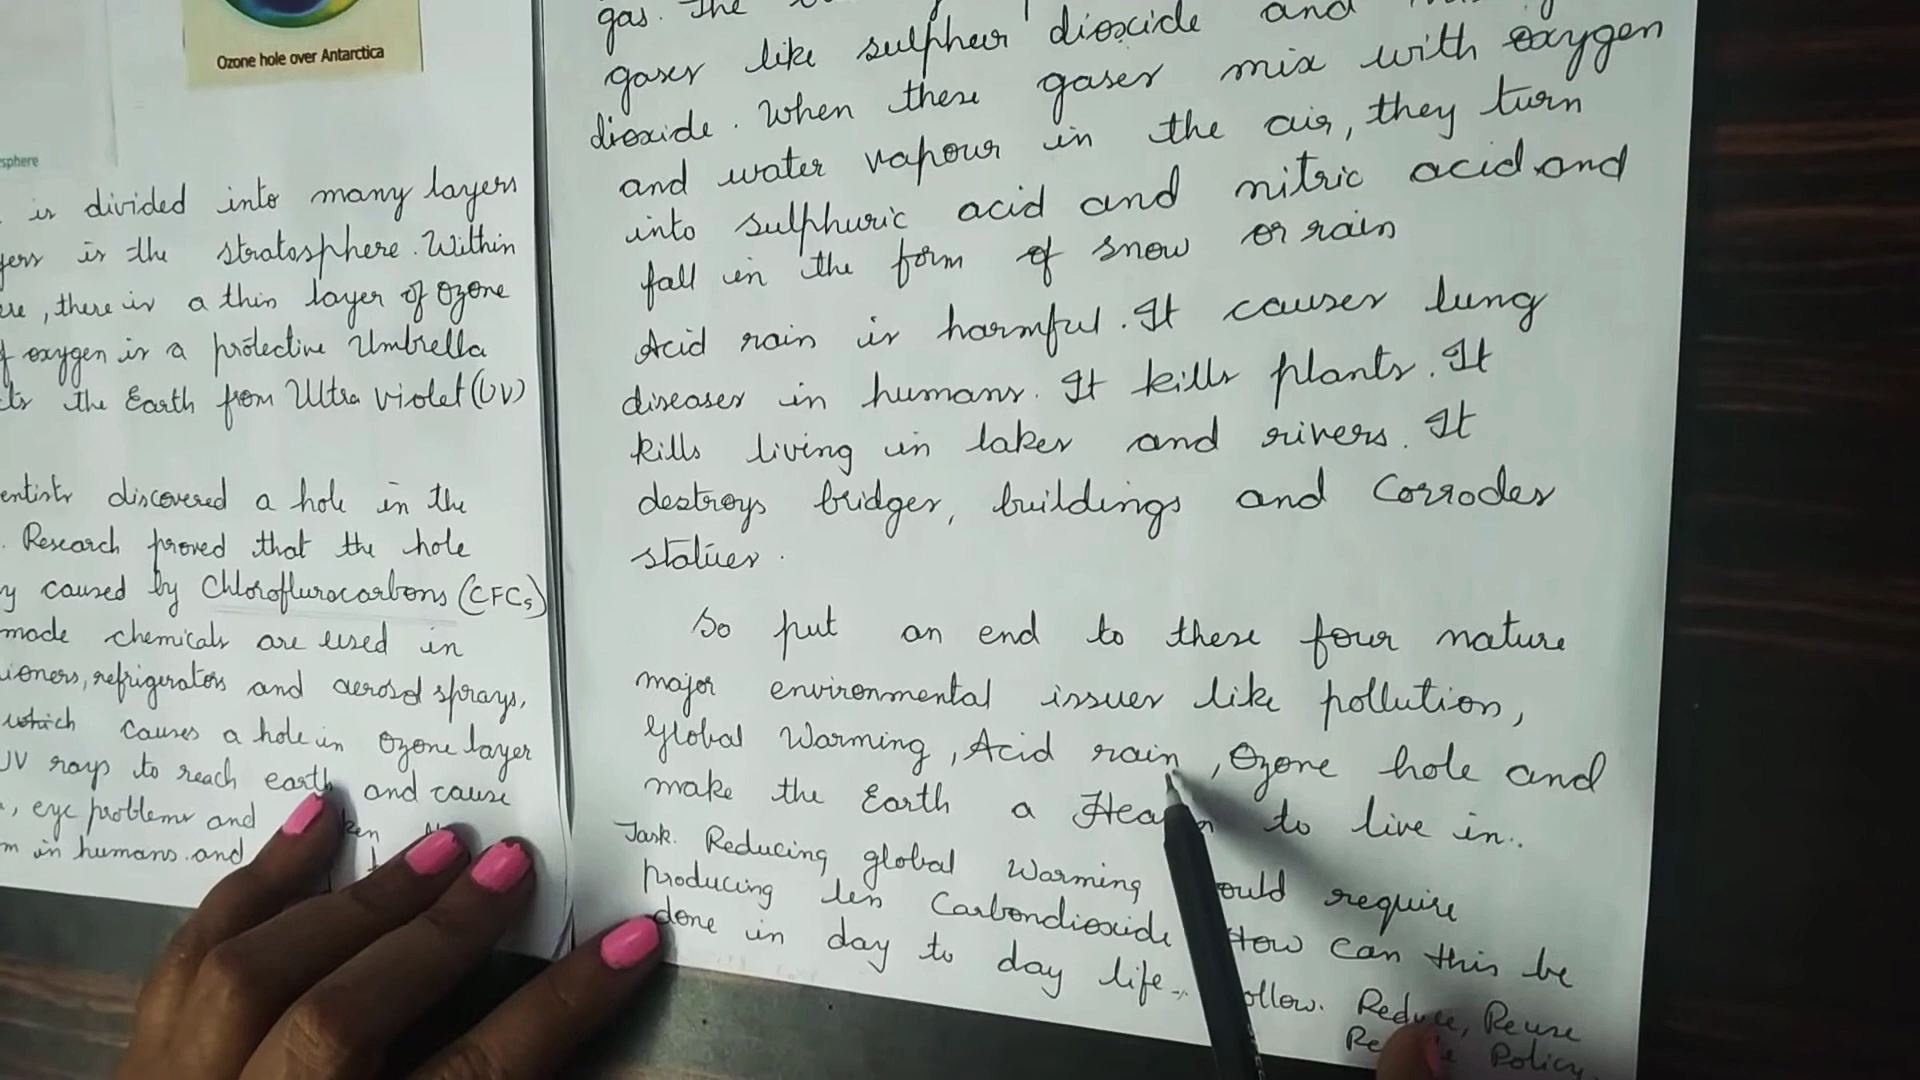 Ozone hole over Antarctica
sphere
is divided into many layers
yers is the stratosphere. Within
ere, there is a thin layer of Ozone
of oxygen is a protective Umbrella
cts the Earth from Ultra violet (UV)
entists discovered a hole in the
. Research proved that the hole
y caused by Chloroflurocarbons (CFCs)
made chemicals are used in
ioners, refrigerators and aerosol sprays,
which causes a hole in Ozone layer
UV rays to reach earth and cause
, eye problems and
m in humans. and
gas. The
gases like sulphur dioxide and
dioxide. When these gases mix with oxygen
and water vapour in the air, they turn
into sulphuric acid and nitric acid and
fall in the form of snow or rain
Acid rain is harmful. It causes lung
diseases in humans. It kills plants. It
kills living in lakes and rivers. It
destroys bridges, buildings and corrodes
statues.
So put an end to these four nature
major environmental issues like pollution,
Global Warming, Acid rain, Ozone hole and
make the Earth a to live in..
Task. Reducing global Warming ould require
producing less Carbondioxide How can this be
done in day to day life. ollow. Reduce, Reuse
Policy.